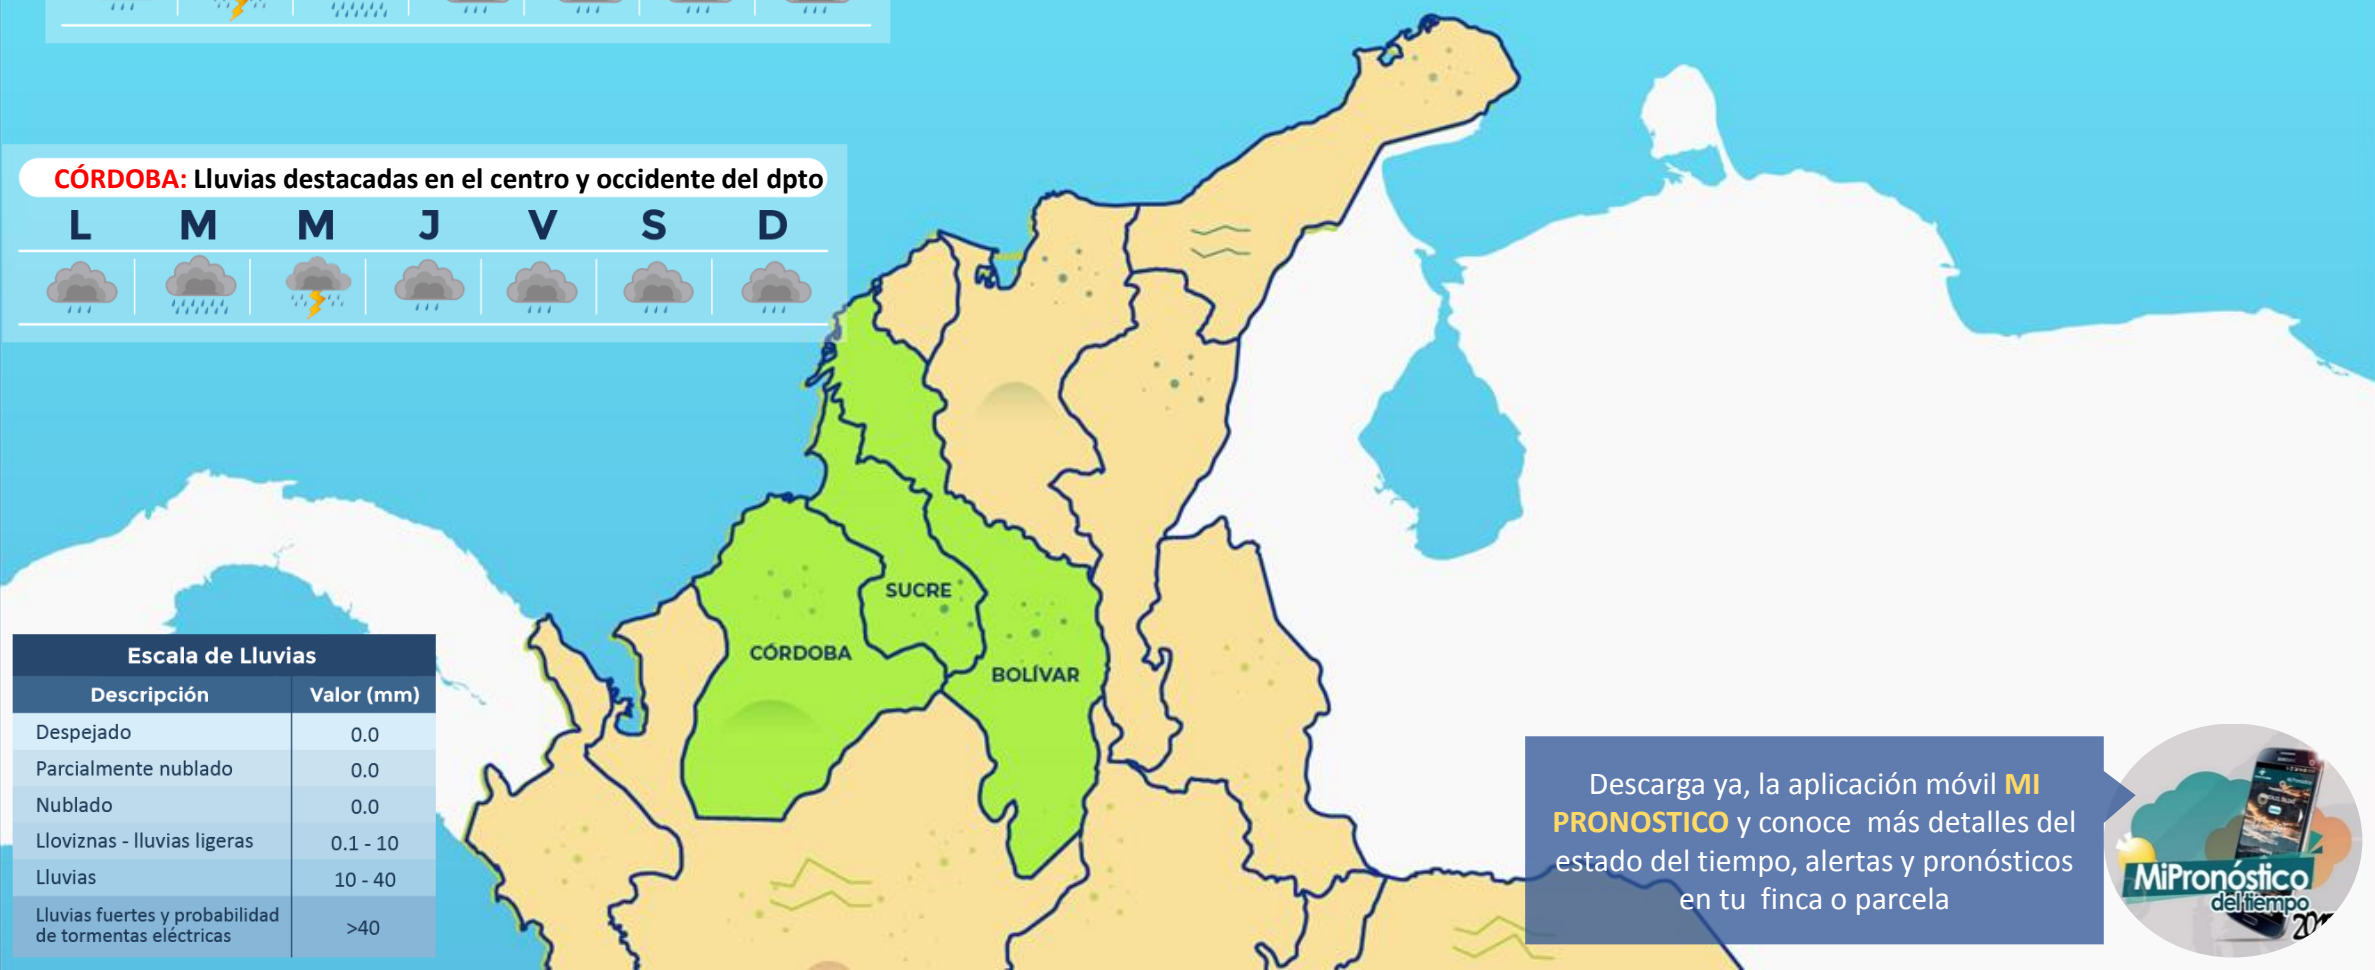 CÓRDOBA: Lluvias destacadas en el centro y occidente del dpto
L M M J V S D
SUCRE
CÓRDOBA
BOLÍVAR
Escala de Lluvias
Descripción Valor (mm)
Despejado 0.0
Parcialmente nublado 0.0
Nublado 0.0
Lloviznas - lluvias ligeras 0.1 - 10
Lluvias 10 - 40
Lluvias fuertes y probabilidad
de tormentas eléctricas >40
Descarga ya, la aplicación móvil MI
PRONOSTICO y conoce más detalles del
estado del tiempo, alertas y pronósticos
en tu finca o parcela
MiPronóstico
del tiempo